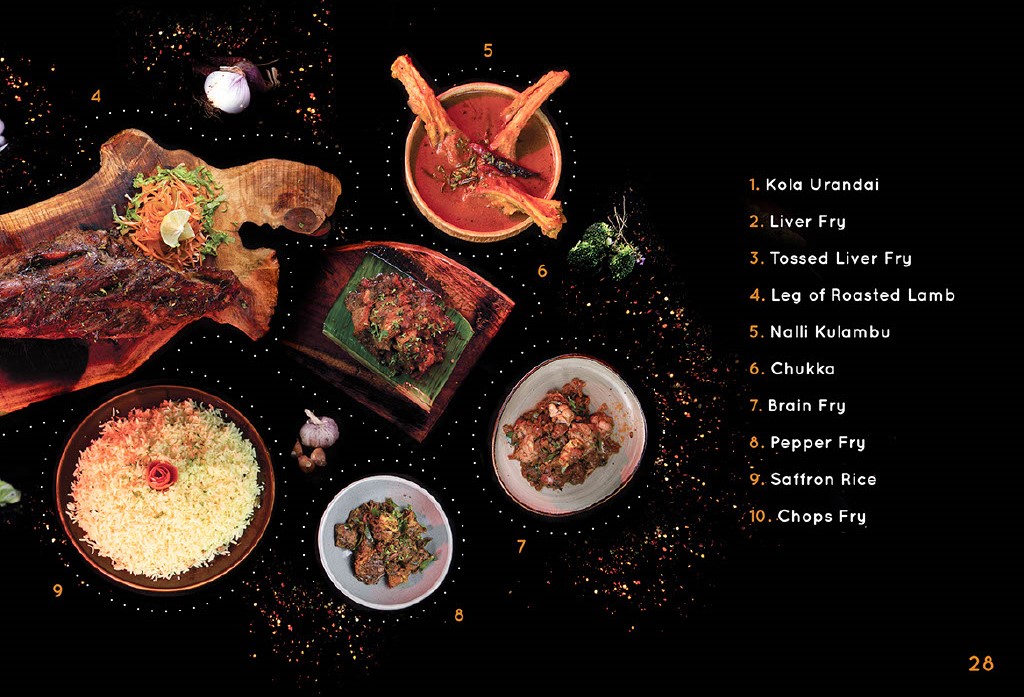 5
4
6
9
7
8
1. Kola Urandai
2. Liver Fry
3. Tossed Liver Fry
4. Leg of Roasted Lamb
5. Nalli Kulambu
6. Chukka
7. Brain Fry
8. Pepper Fry
9. Saffron Rice
10. Chops Fry
28